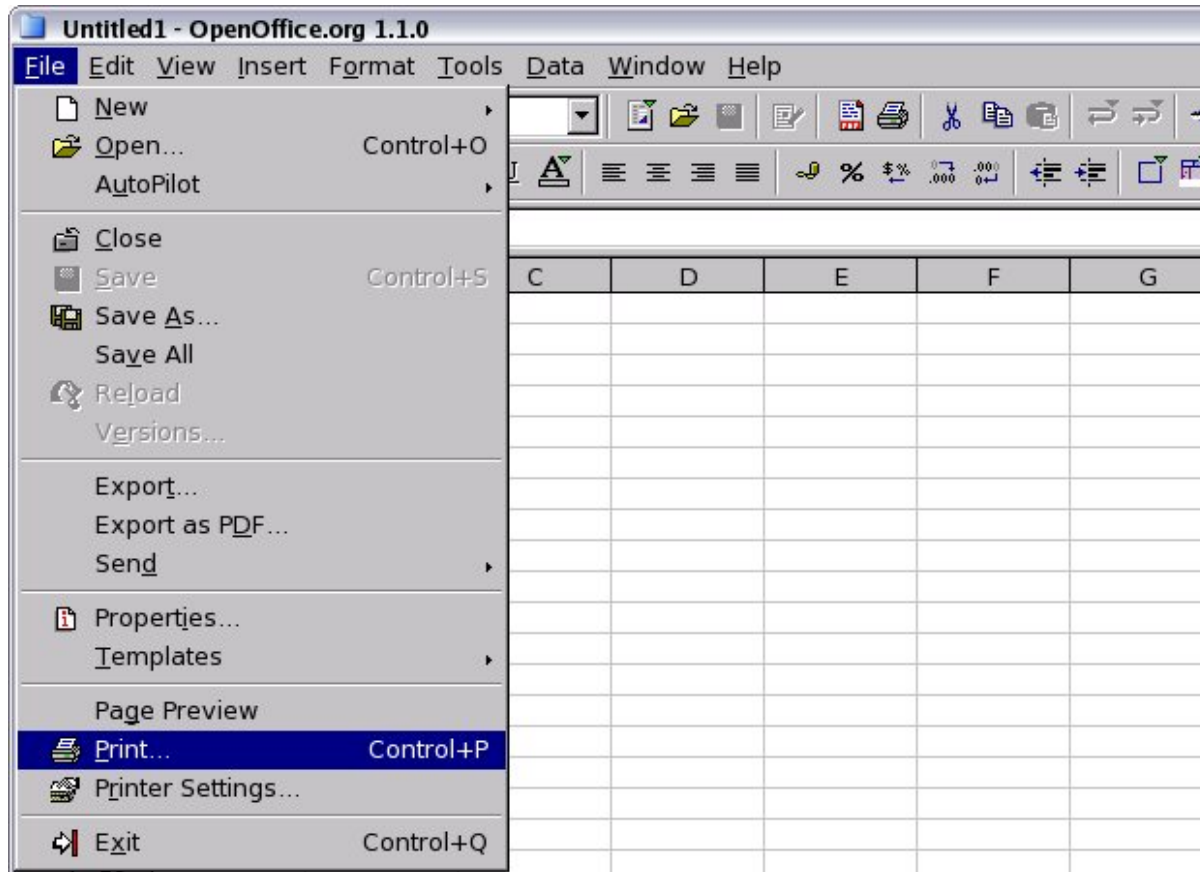 Untitled1 - OpenOffice.org 1.1.0
File Edit View Insert Format Tools Data Window Help
New
Open... Control+O
AutoPilot
Close
Save Control+S
Save As...
Save All
Reload
Versions...
Export...
Export as PDF...
Send
Properties...
Templates
Page Preview
Print... Control+P
Printer Settings...
Exit Control+Q
A % $% .000 .000
C D E F G